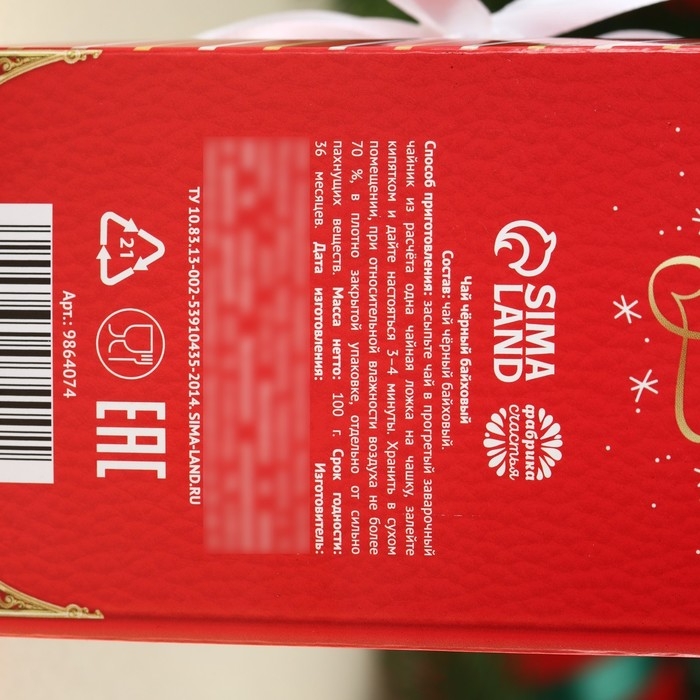 SIMA
LAND
фабрика
счастья
Чай чёрный байховый
Состав: чай чёрный байховый.
Способ приготовления: засыпьте чай в прогретый заварочный
чайник из расчёта одна чайная ложка на чашку, залейте
кипятком и дайте настояться 3–4 минуты. Хранить в сухом
помещении, при относительной влажности воздуха не более
70 %, в плотно закрытой упаковке, отдельно от сильно
пахнущих веществ. Масса нетто: 100 г. Срок годности:
36 месяцев. Дата изготовления: Изготовитель:
ТУ 10.83.13-002-53910435-2014. SIMA-LAND.RU
21
EAC
Арт.: 9864074